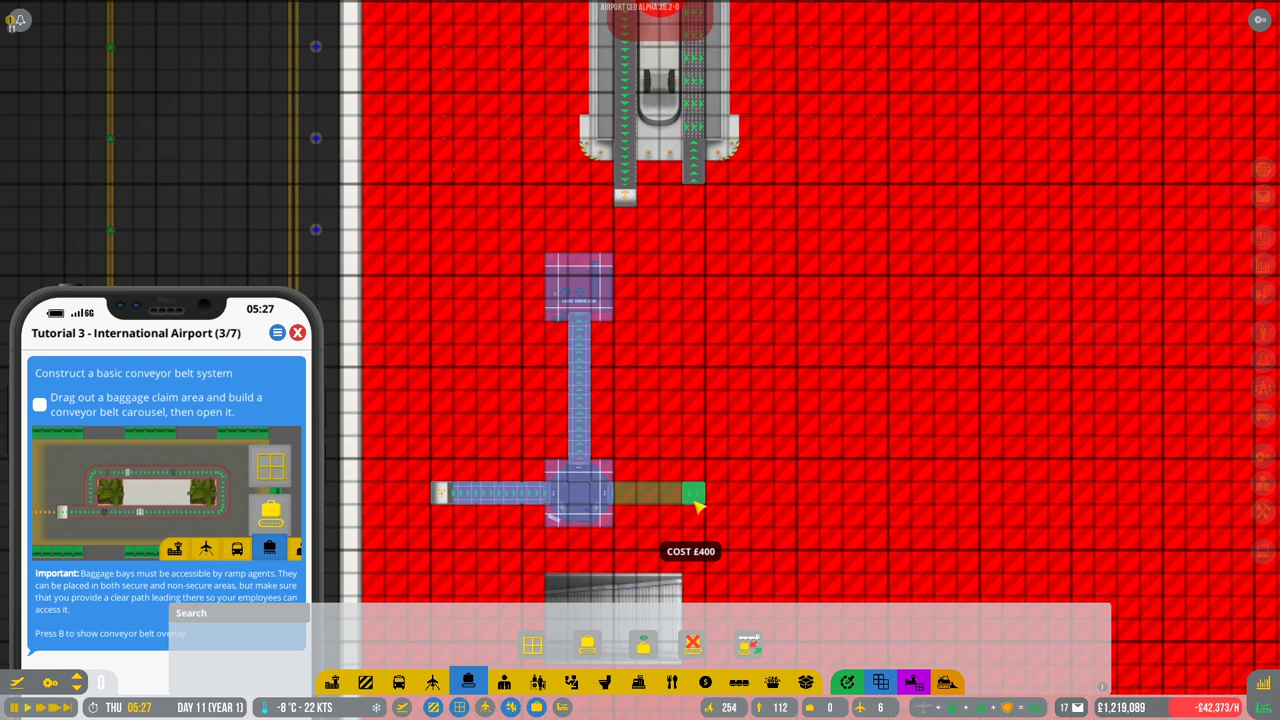 AIRPORT CEO ALPHA 35.2-0
6G
Phony
05:27
Tutorial 3 - International Airport (3/7)
Construct a basic conveyor belt system
Drag out a baggage claim area and build a
conveyor belt carousel, then open it.
COST £400
Important: Baggage bays must be accessible by ramp agents. They
can be placed in both secure and non-secure areas, but make sure
that you provide a clear path leading there so your employees can
access it.
Search
Press B to show conveyor belt overlay
0
THU 05:27
DAY 11 (YEAR 1)
-8 °C - 22 KTS
254
112
0
6
17
£1,219,089
-£42,373/H